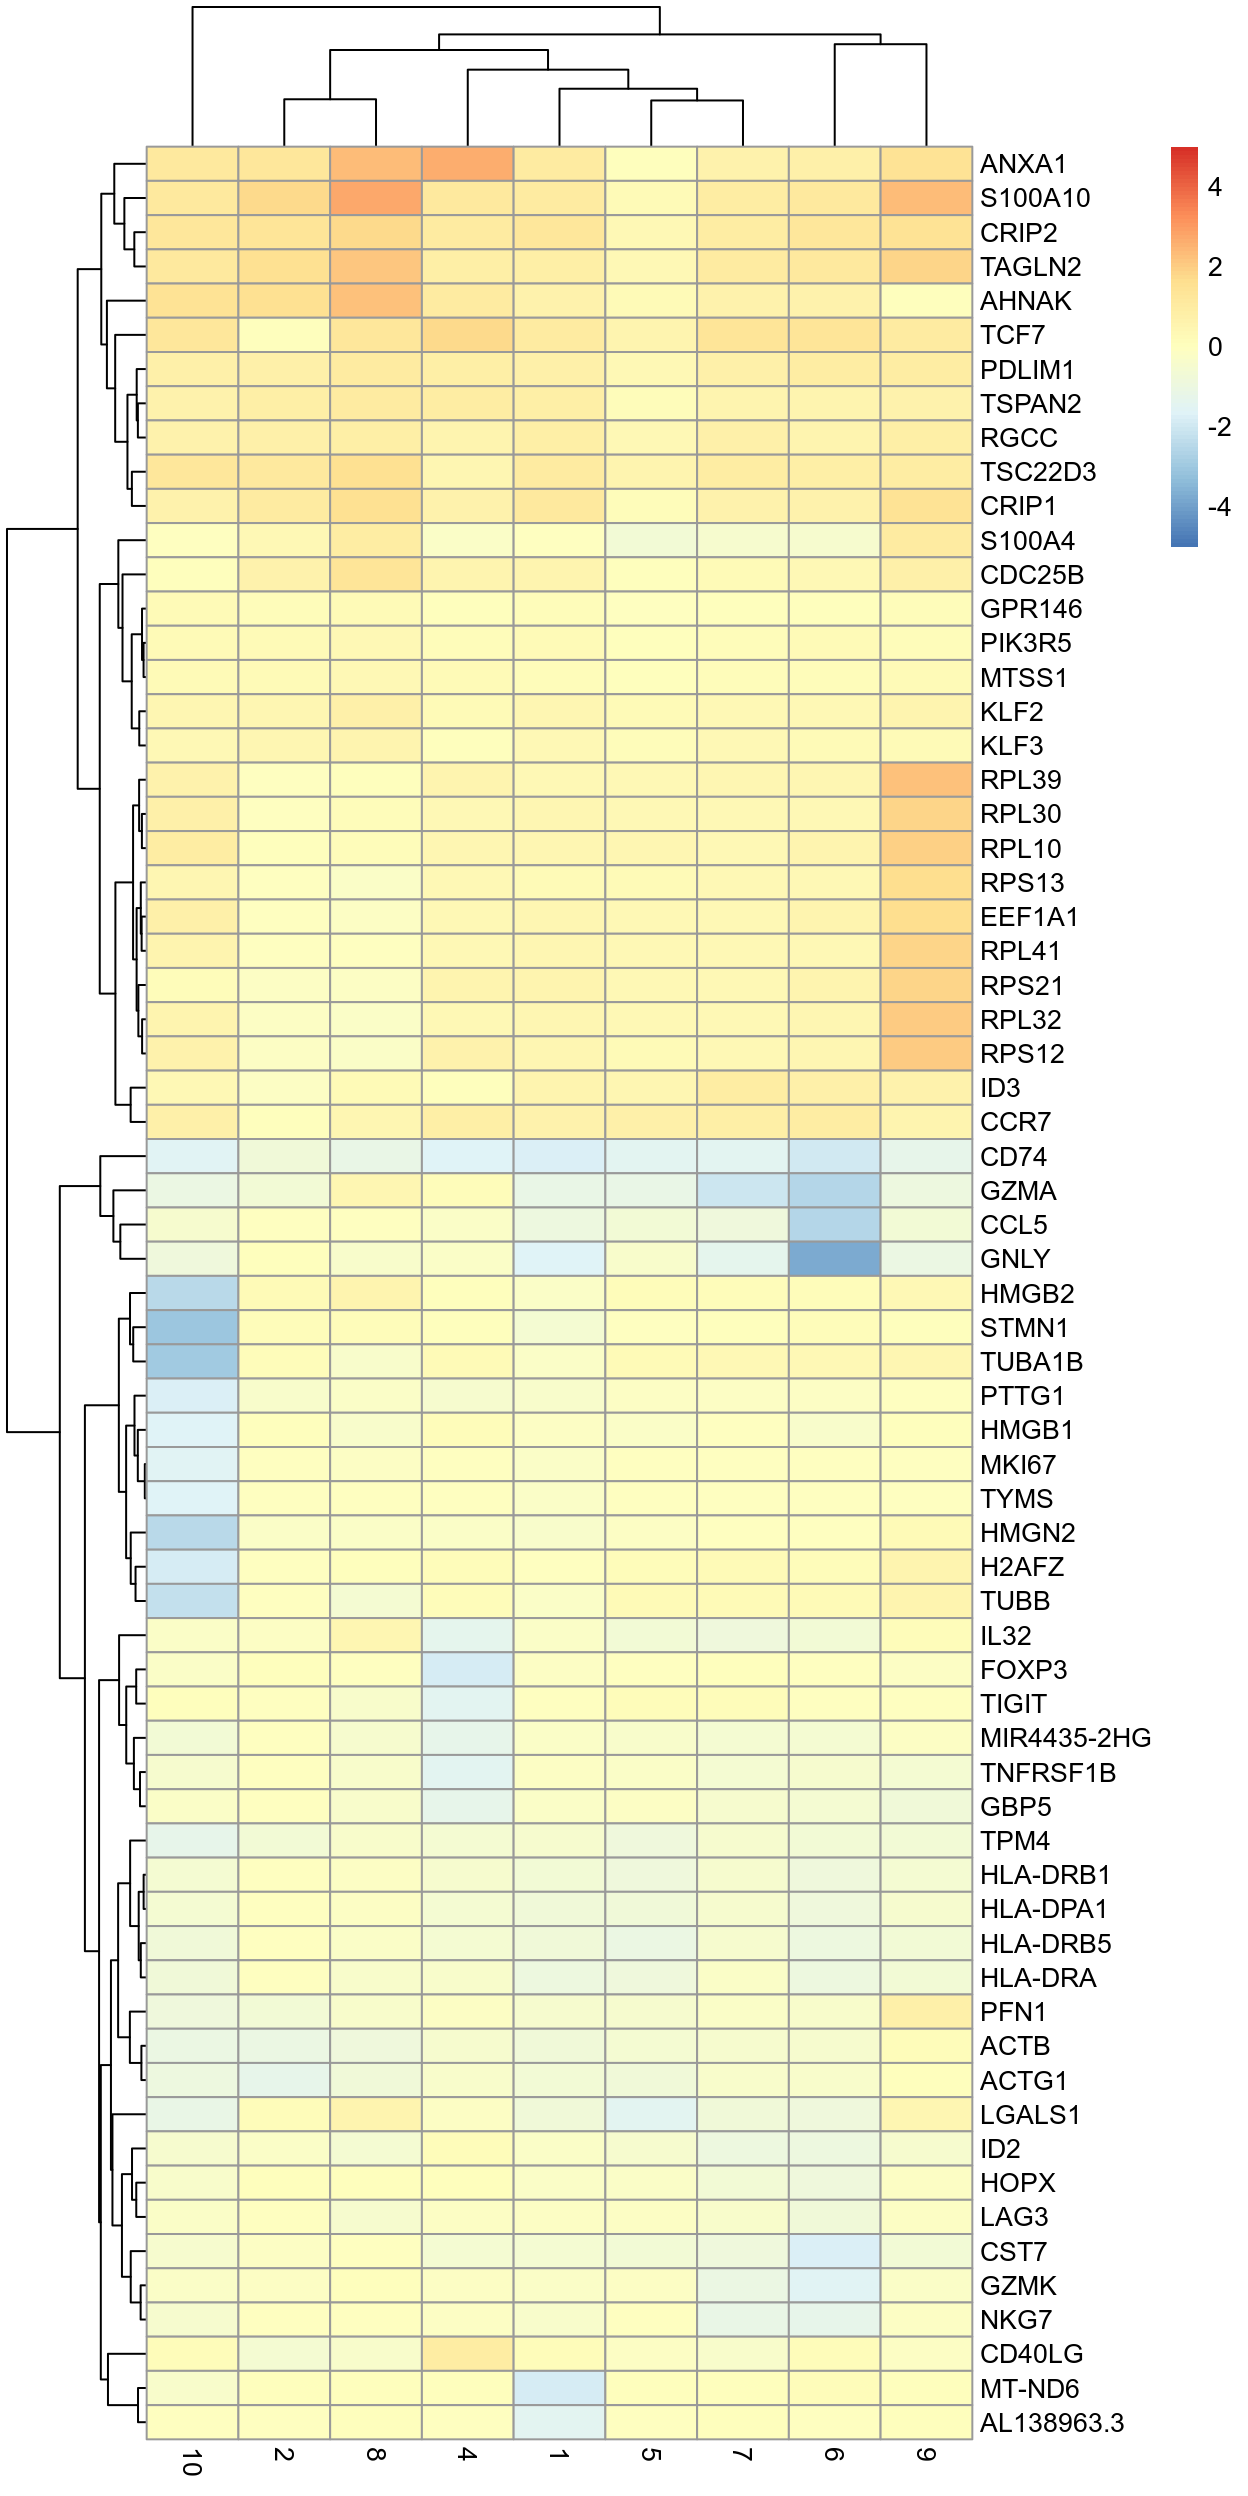 ANXA1
S100A10
CRIP2
TAGLN2
AHNAK
TCF7
PDLIM1
TSPAN2
RGCC
TSC22D3
CRIP1
S100A4
CDC25B
GPR146
PIK3R5
MTSS1
KLF2
KLF3
RPL39
RPL30
RPL10
RPS13
EEF1A1
RPL41
RPS21
RPL32
RPS12
ID3
CCR7
CD74
GZMA
CCL5
GNLY
HMGB2
STMN1
TUBA1B
PTTG1
HMGB1
MKI67
TYMS
HMGN2
H2AFZ
TUBB
IL32
FOXP3
TIGIT
MIR4435-2HG
TNFRSF1B
GBP5
TPM4
HLA-DRB1
HLA-DPA1
HLA-DRB5
HLA-DRA
PFN1
ACTB
ACTG1
LGALS1
ID2
HOPX
LAG3
CST7
GZMK
NKG7
CD40LG
MT-ND6
AL138963.3
10 2 8 4 1 5 7 6 9
4
2
0
-2
-4